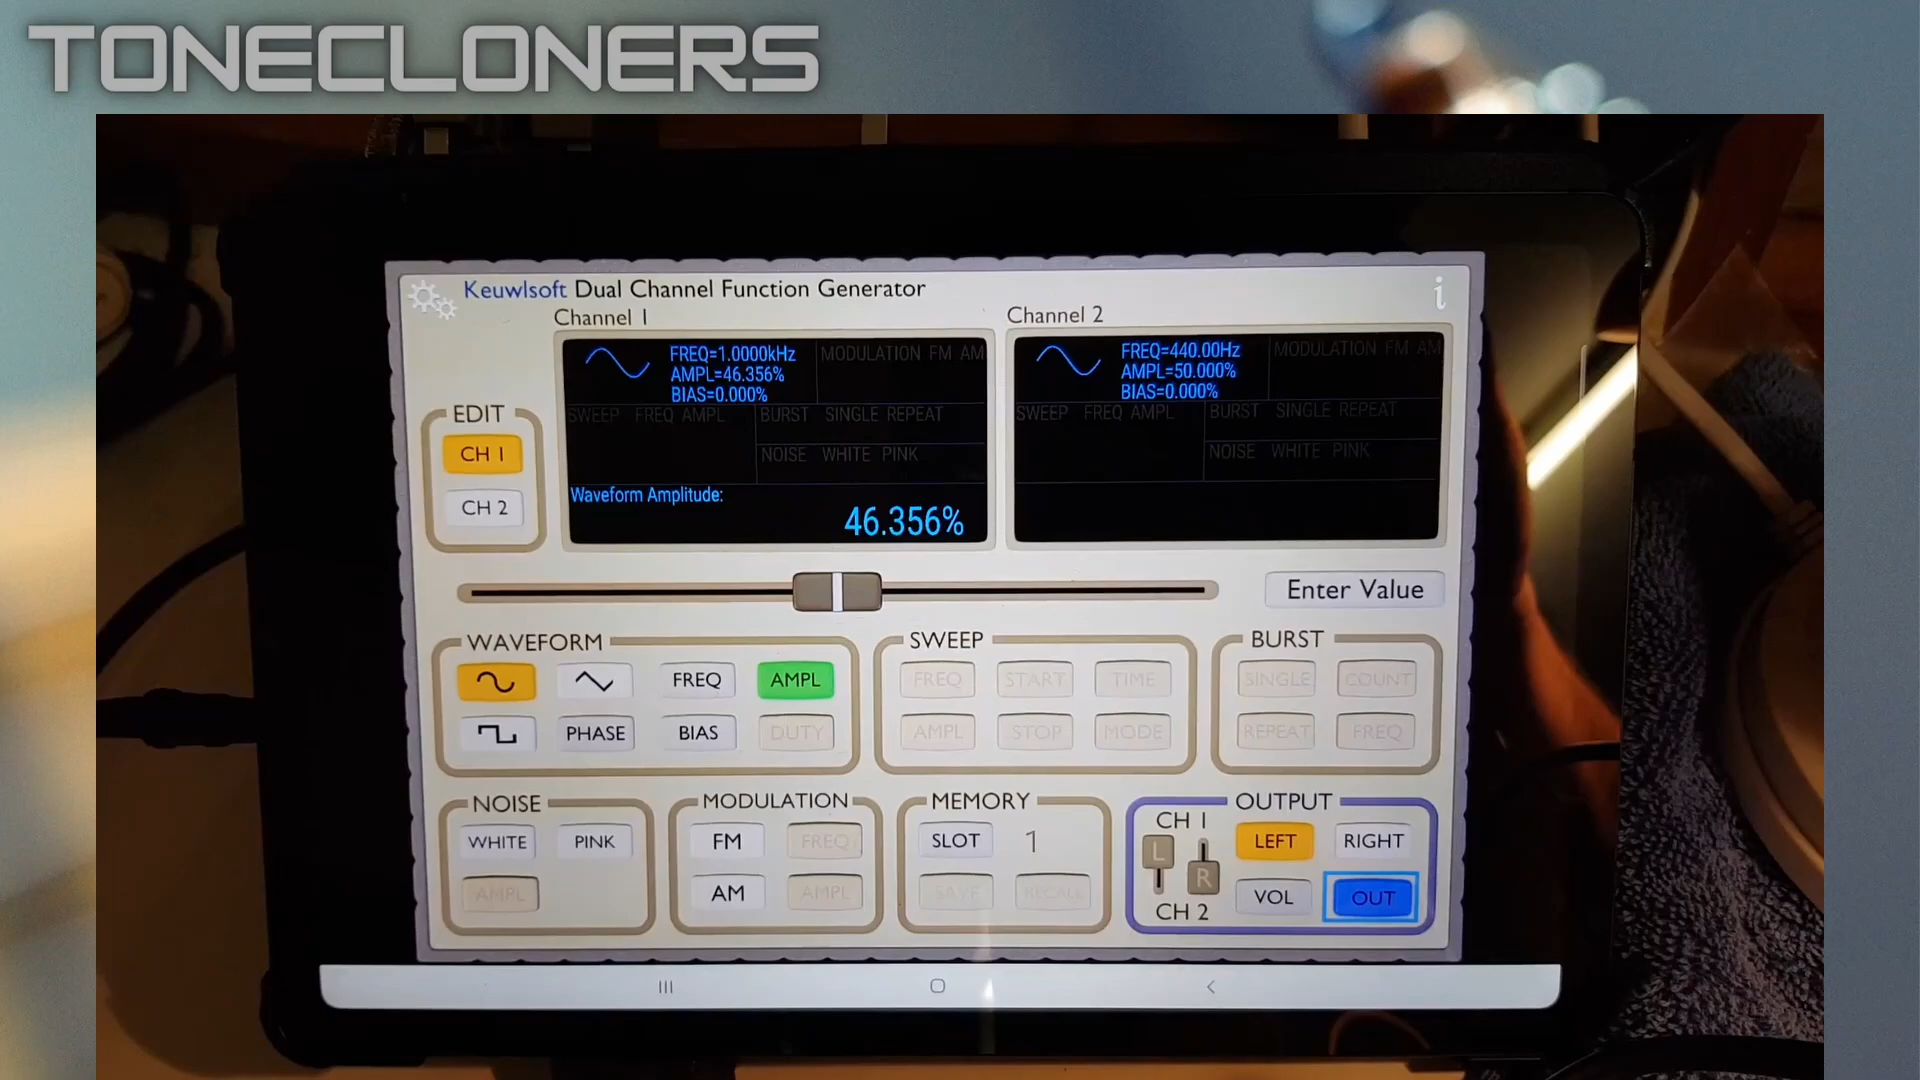 TONECLONERS
Keuwlsoft Dual Channel Function Generator
i
Channel 1
FREQ=1.0000kHz
AMPL=46.356%
BIAS=0.000%
MODULATION FM AM
SWEEP FREQ AMPL
BURST SINGLE REPEAT
NOISE WHITE PINK
Waveform Amplitude:
46.356%
Channel 2
FREQ=440.00Hz
AMPL=50.000%
BIAS=0.000%
MODULATION FM AM
SWEEP FREQ AMPL
BURST SINGLE REPEAT
NOISE WHITE PINK
EDIT
CH 1
CH 2
Enter Value
WAVEFORM
FREQ AMPL
PHASE BIAS DUTY
SWEEP
FREQ START TIME
AMPL STOP MODE
BURST
SINGLE COUNT
REPEAT FREQ
NOISE
WHITE PINK
AMPL
MODULATION
FM FREQ
AM AMPL
MEMORY
SLOT 1
SAVE RECALL
OUTPUT
CH 1
L R
CH 2
LEFT RIGHT
VOL OUT